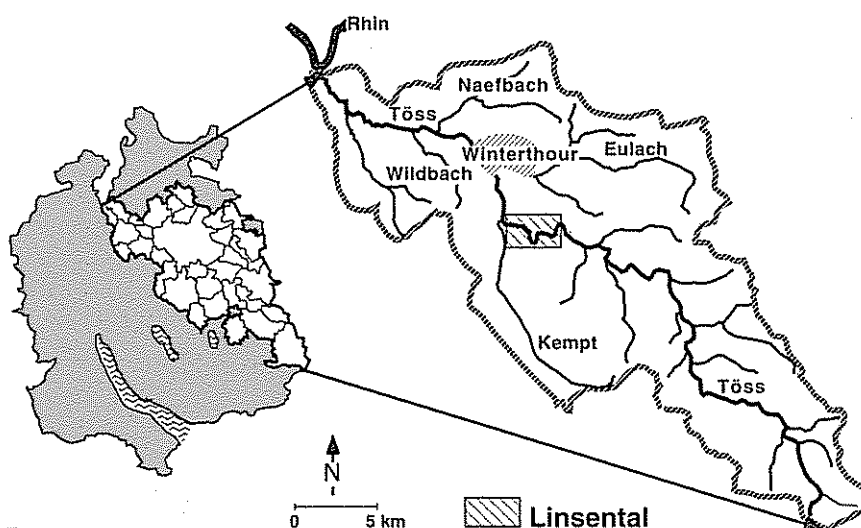 Rhin
Naefbach
Töss
Winterthour
Eulach
Wildbach
Kempt
Töss
N
0 5 km
Linsental